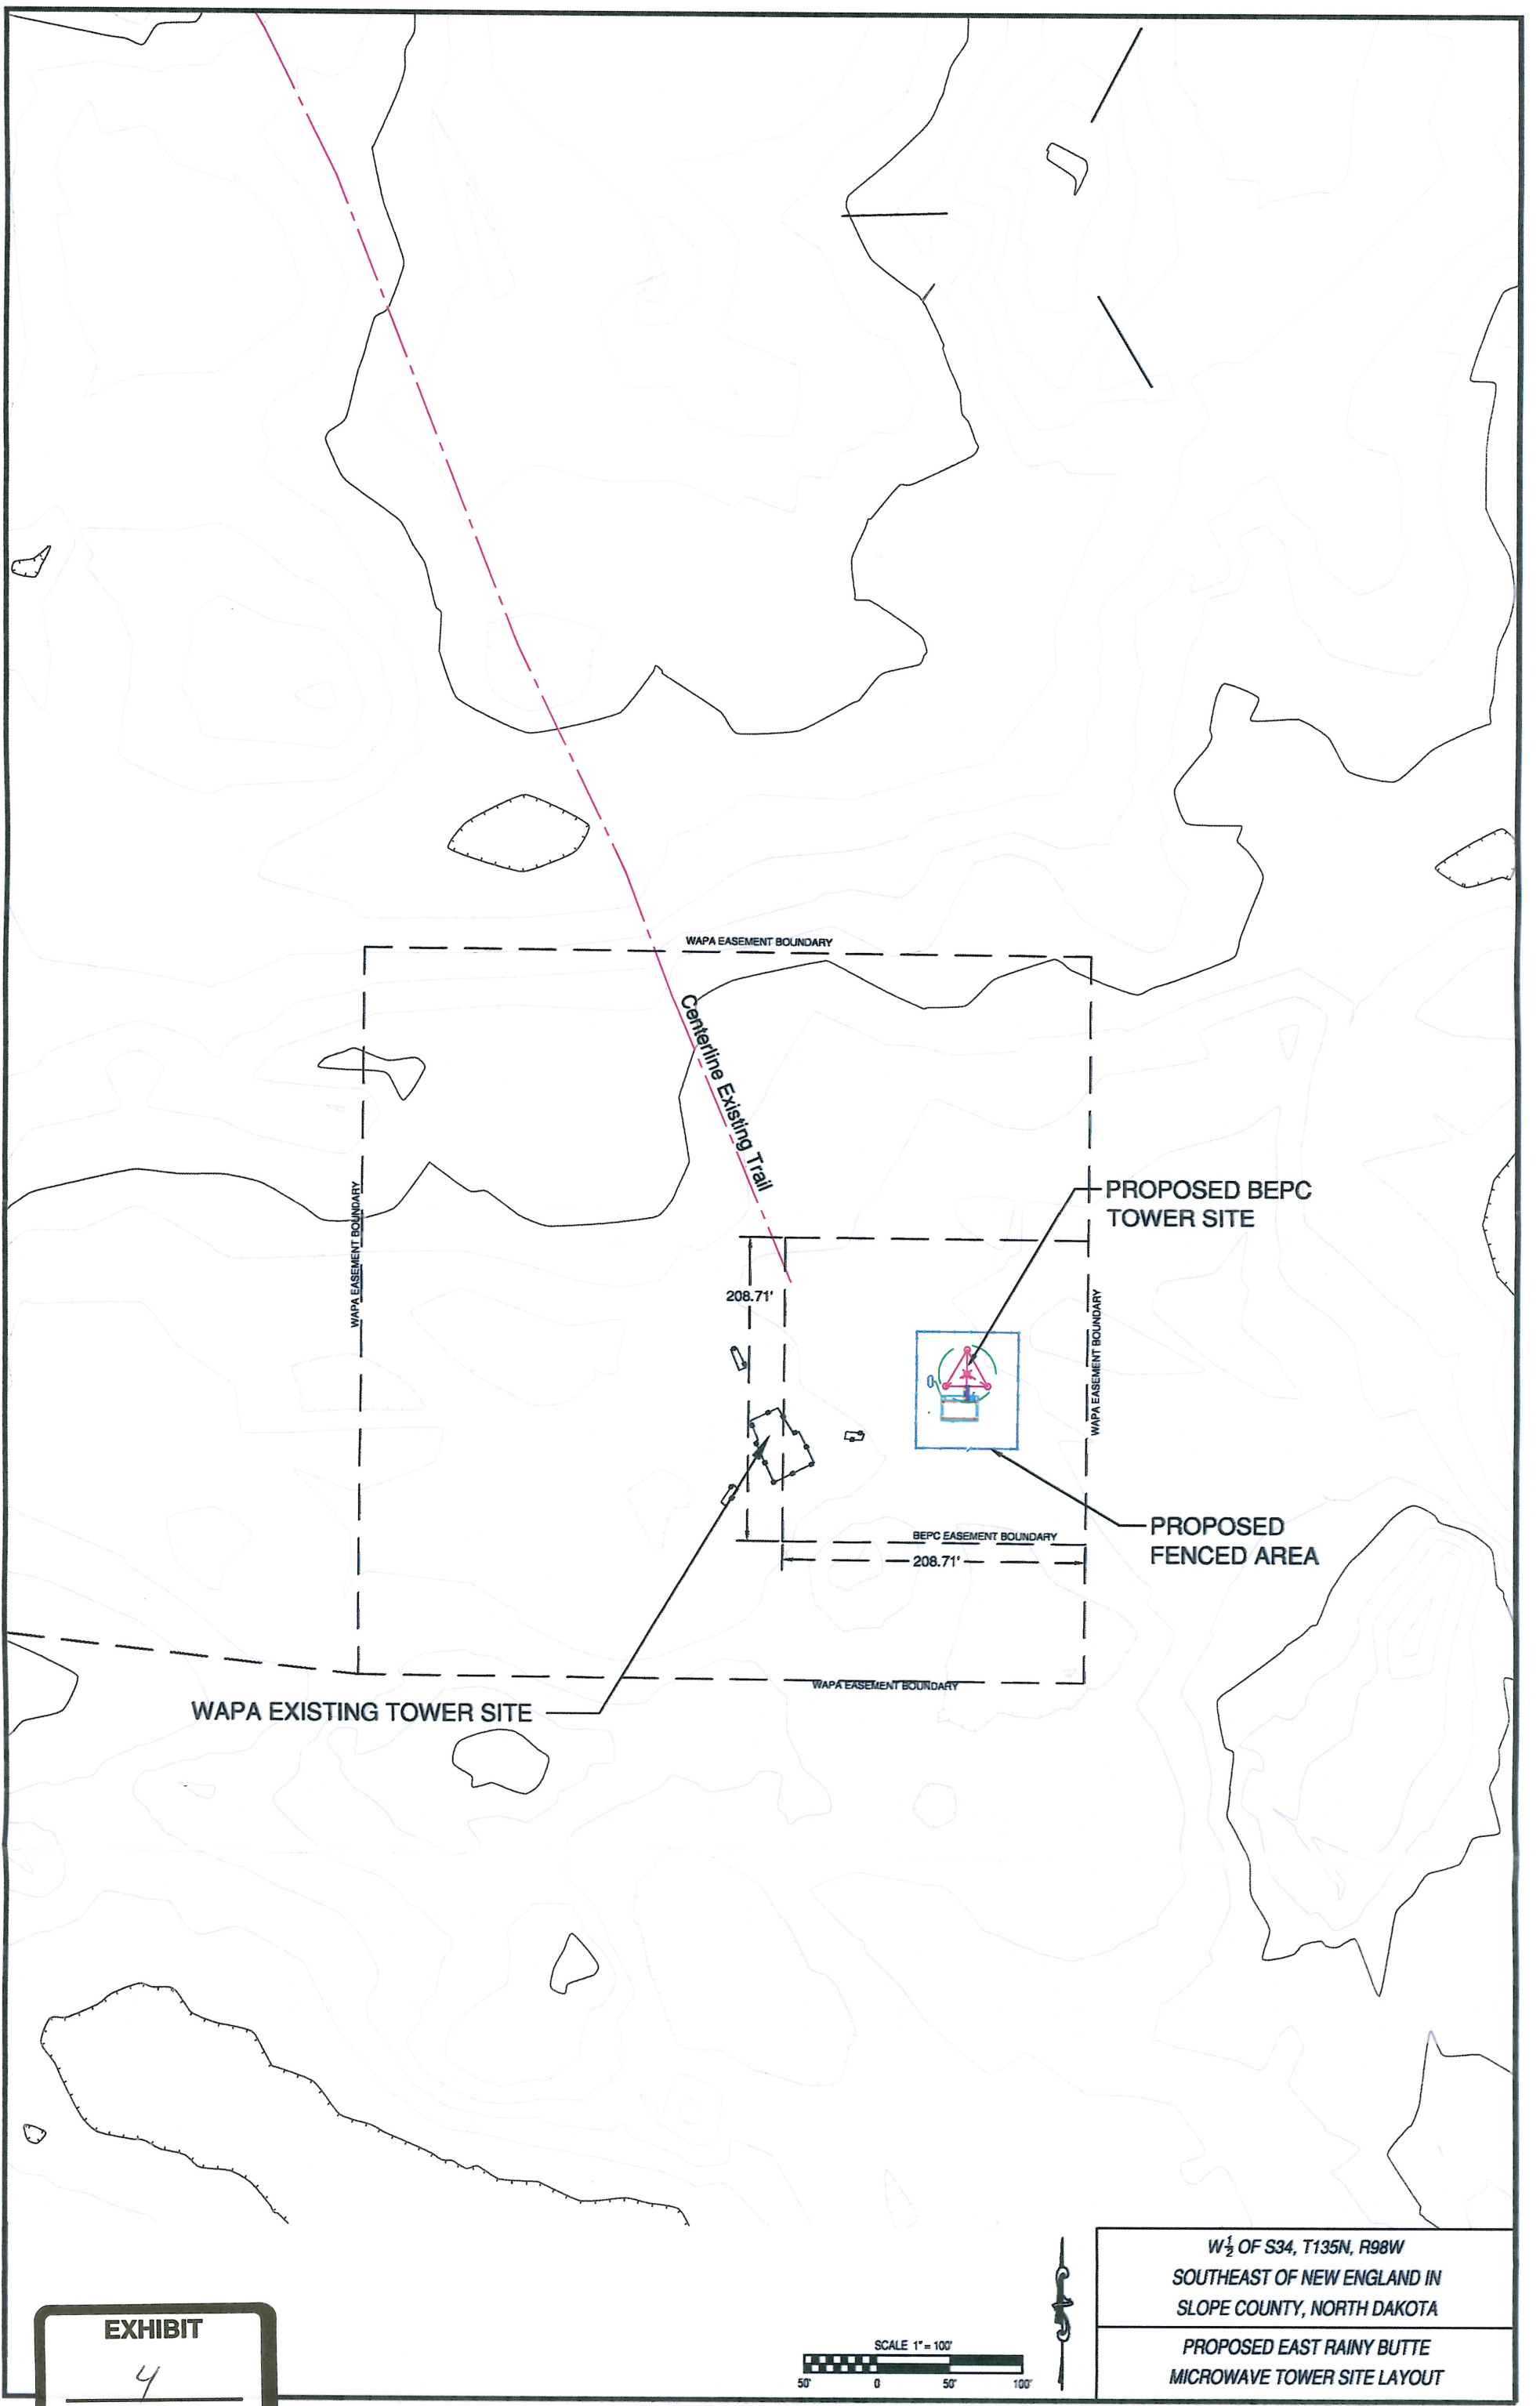 WAPA EASEMENT BOUNDARY
Centerline Existing Trail
WAPA EASEMENT BOUNDARY
PROPOSED BEPC
TOWER SITE
208.71'
WAPA EASEMENT BOUNDARY
PROPOSED
FENCED AREA
BEPC EASEMENT BOUNDARY
208.71'
WAPA EASEMENT BOUNDARY
WAPA EXISTING TOWER SITE
W½ OF S34, T135N, R98W
SOUTHEAST OF NEW ENGLAND IN
SLOPE COUNTY, NORTH DAKOTA
PROPOSED EAST RAINY BUTTE
MICROWAVE TOWER SITE LAYOUT
SCALE 1" = 100'
50' 0 50' 100'
EXHIBIT
4